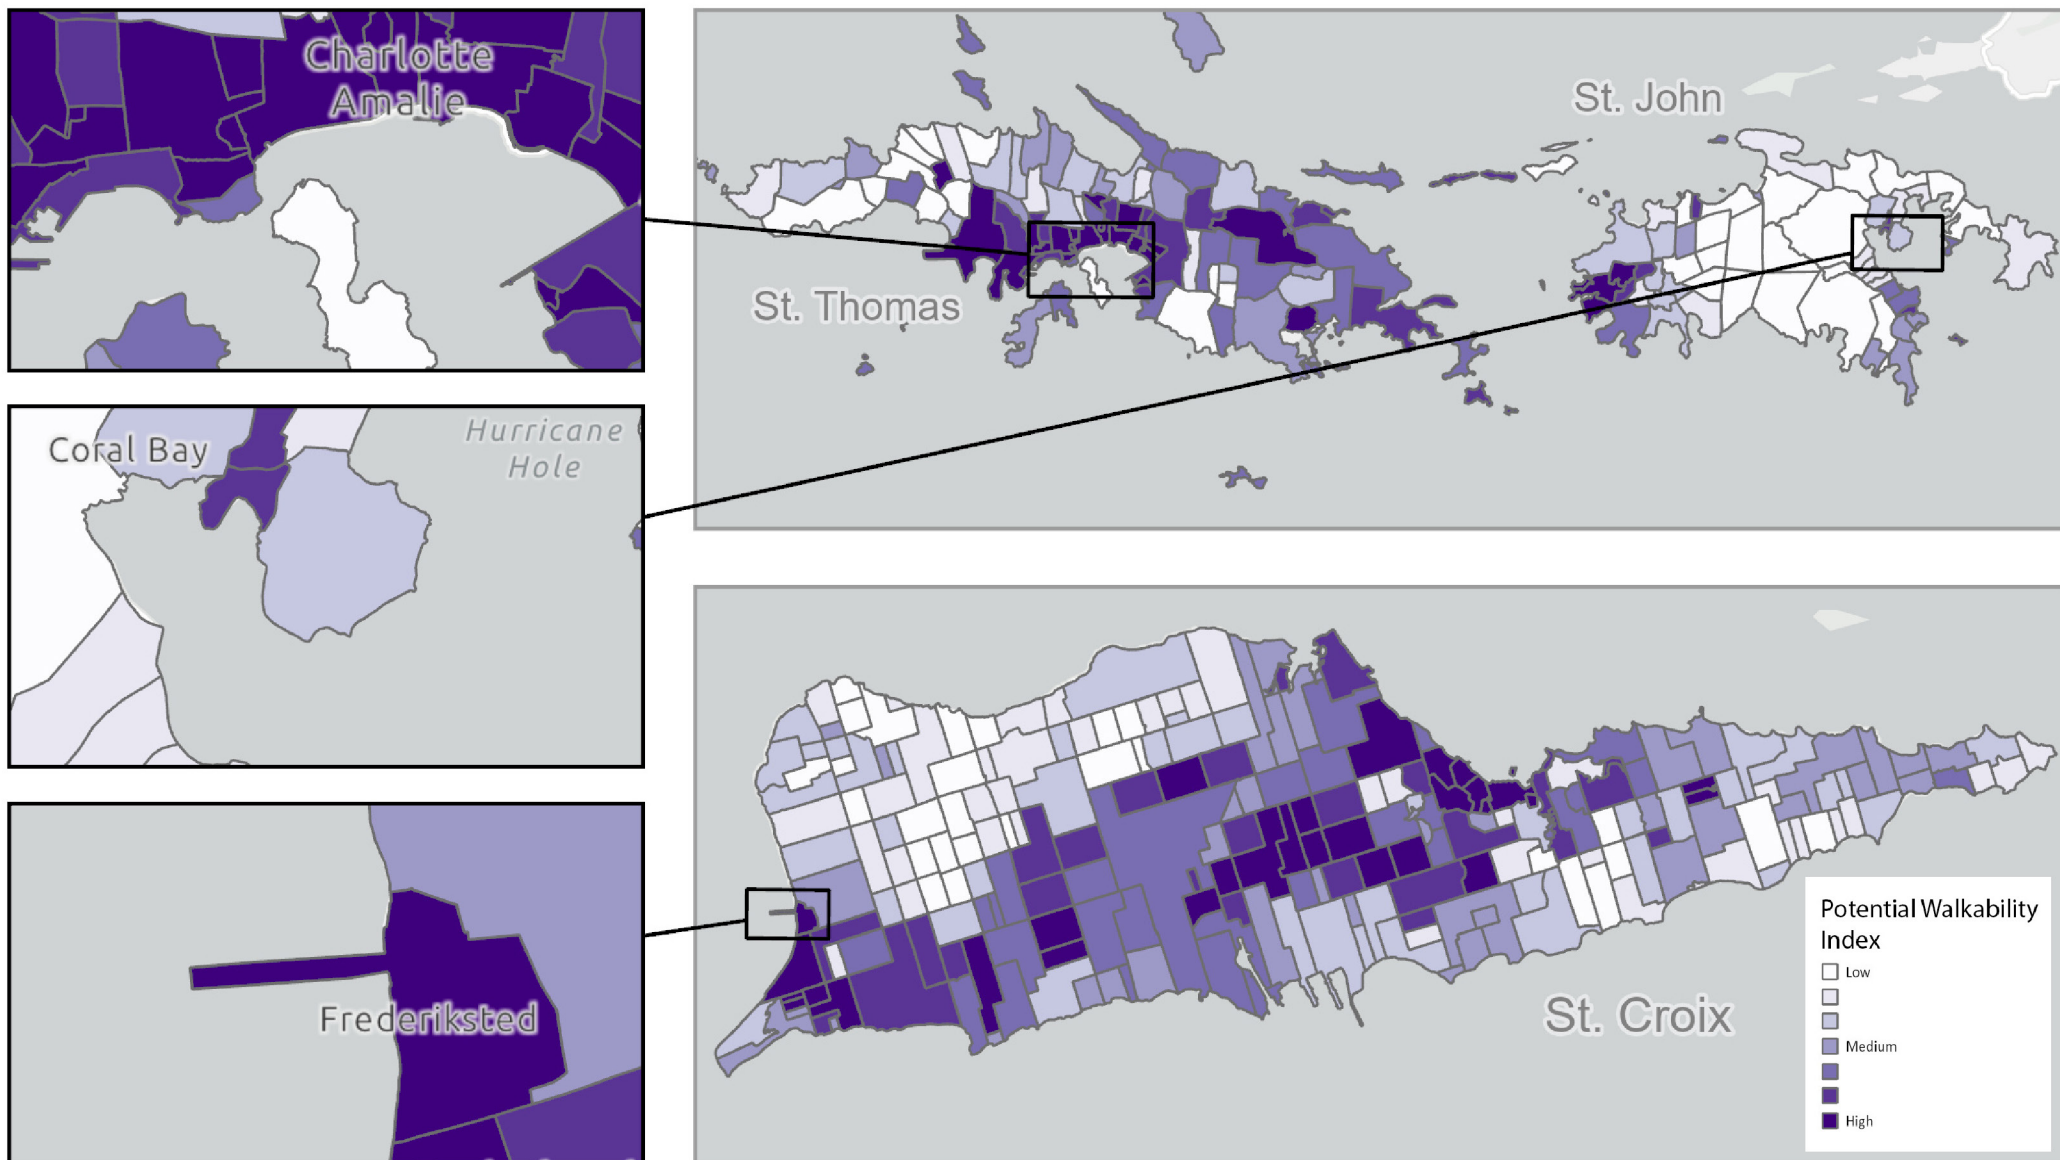 Charlotte
Amalie
St. John
St. Thomas
Coral Bay
Hurricane
Hole
Frederiksted
St. Croix
Potential Walkability
Index
Low
Medium
High